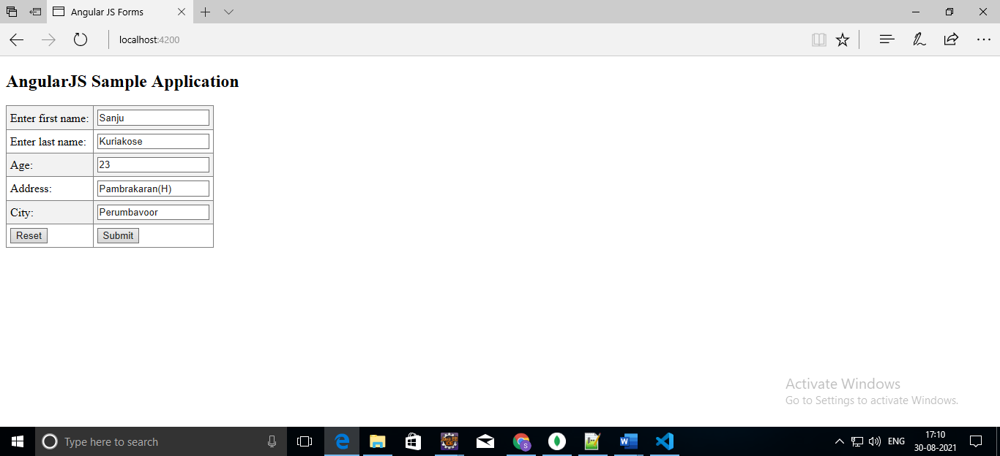 Angular JS Forms
localhost:4200
AngularJS Sample Application
Enter first name: Sanju
Enter last name: Kuriakose
Age: 23
Address: Pambrakaran(H)
City: Perumbavoor
Reset Submit
Activate Windows
Go to Settings to activate Windows.
Type here to search
ENG
17:10
30-08-2021